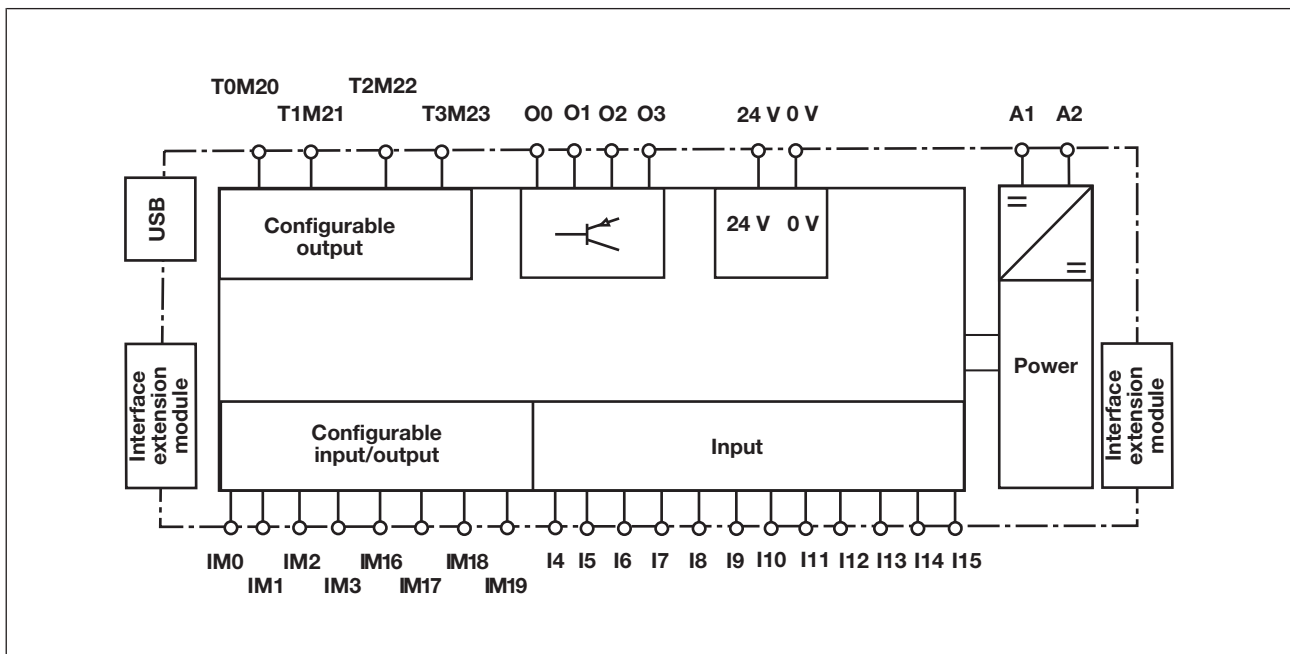 T0M20
T2M22
T1M21
T3M23
O0
O1
O2
O3
24 V
0 V
A1
A2
USB
Configurable
output
24 V
0 V
Interface
extension
module
Power
Interface
extension
module
Configurable
input/output
Input
IM0
IM2
IM16
IM18
I4
I5
I6
I7
I8
I9
I10
I11
I12
I13
I14
I15
IM1
IM3
IM17
IM19